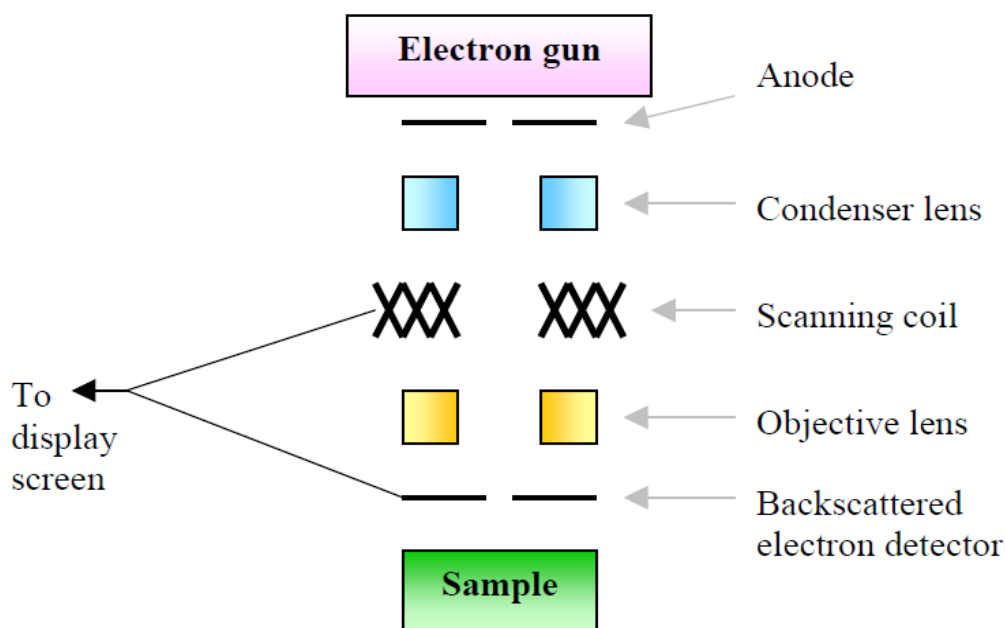 Electron gun
Anode
Condenser lens
Scanning coil
To
display
screen
Objective lens
Backscattered
electron detector
Sample